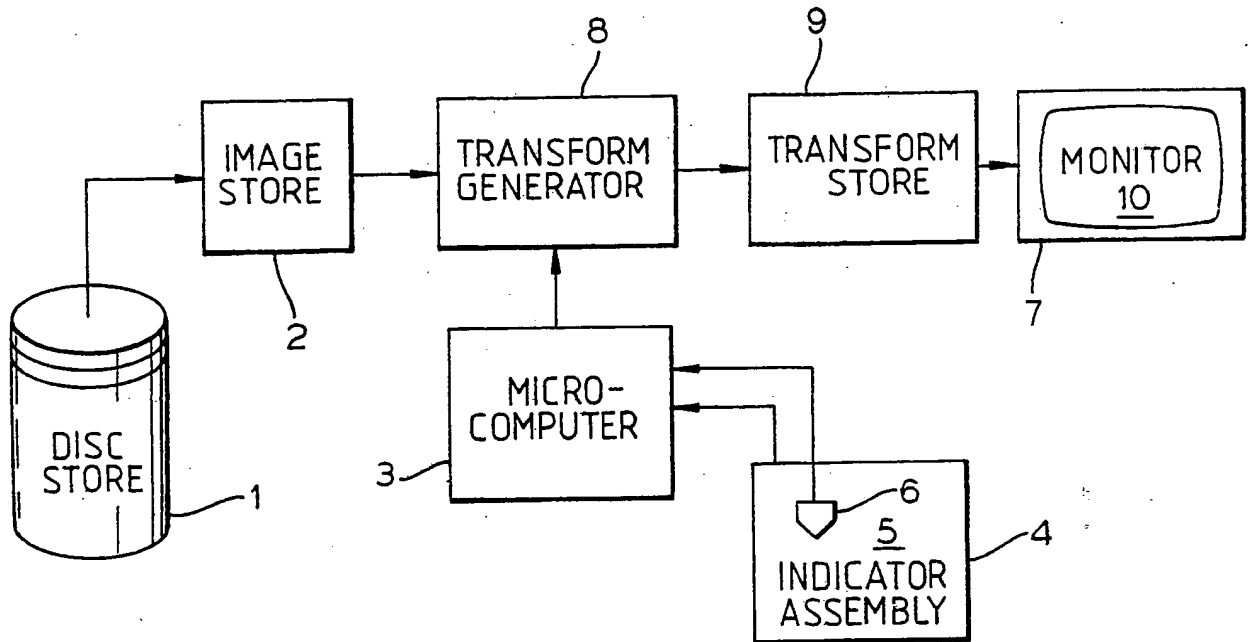 8
9
IMAGE
STORE
2
TRANSFORM
GENERATOR
TRANSFORM
STORE
MONITOR
10
7
DISC
STORE
1
MICRO-
COMPUTER
3
6
5
4
INDICATOR
ASSEMBLY